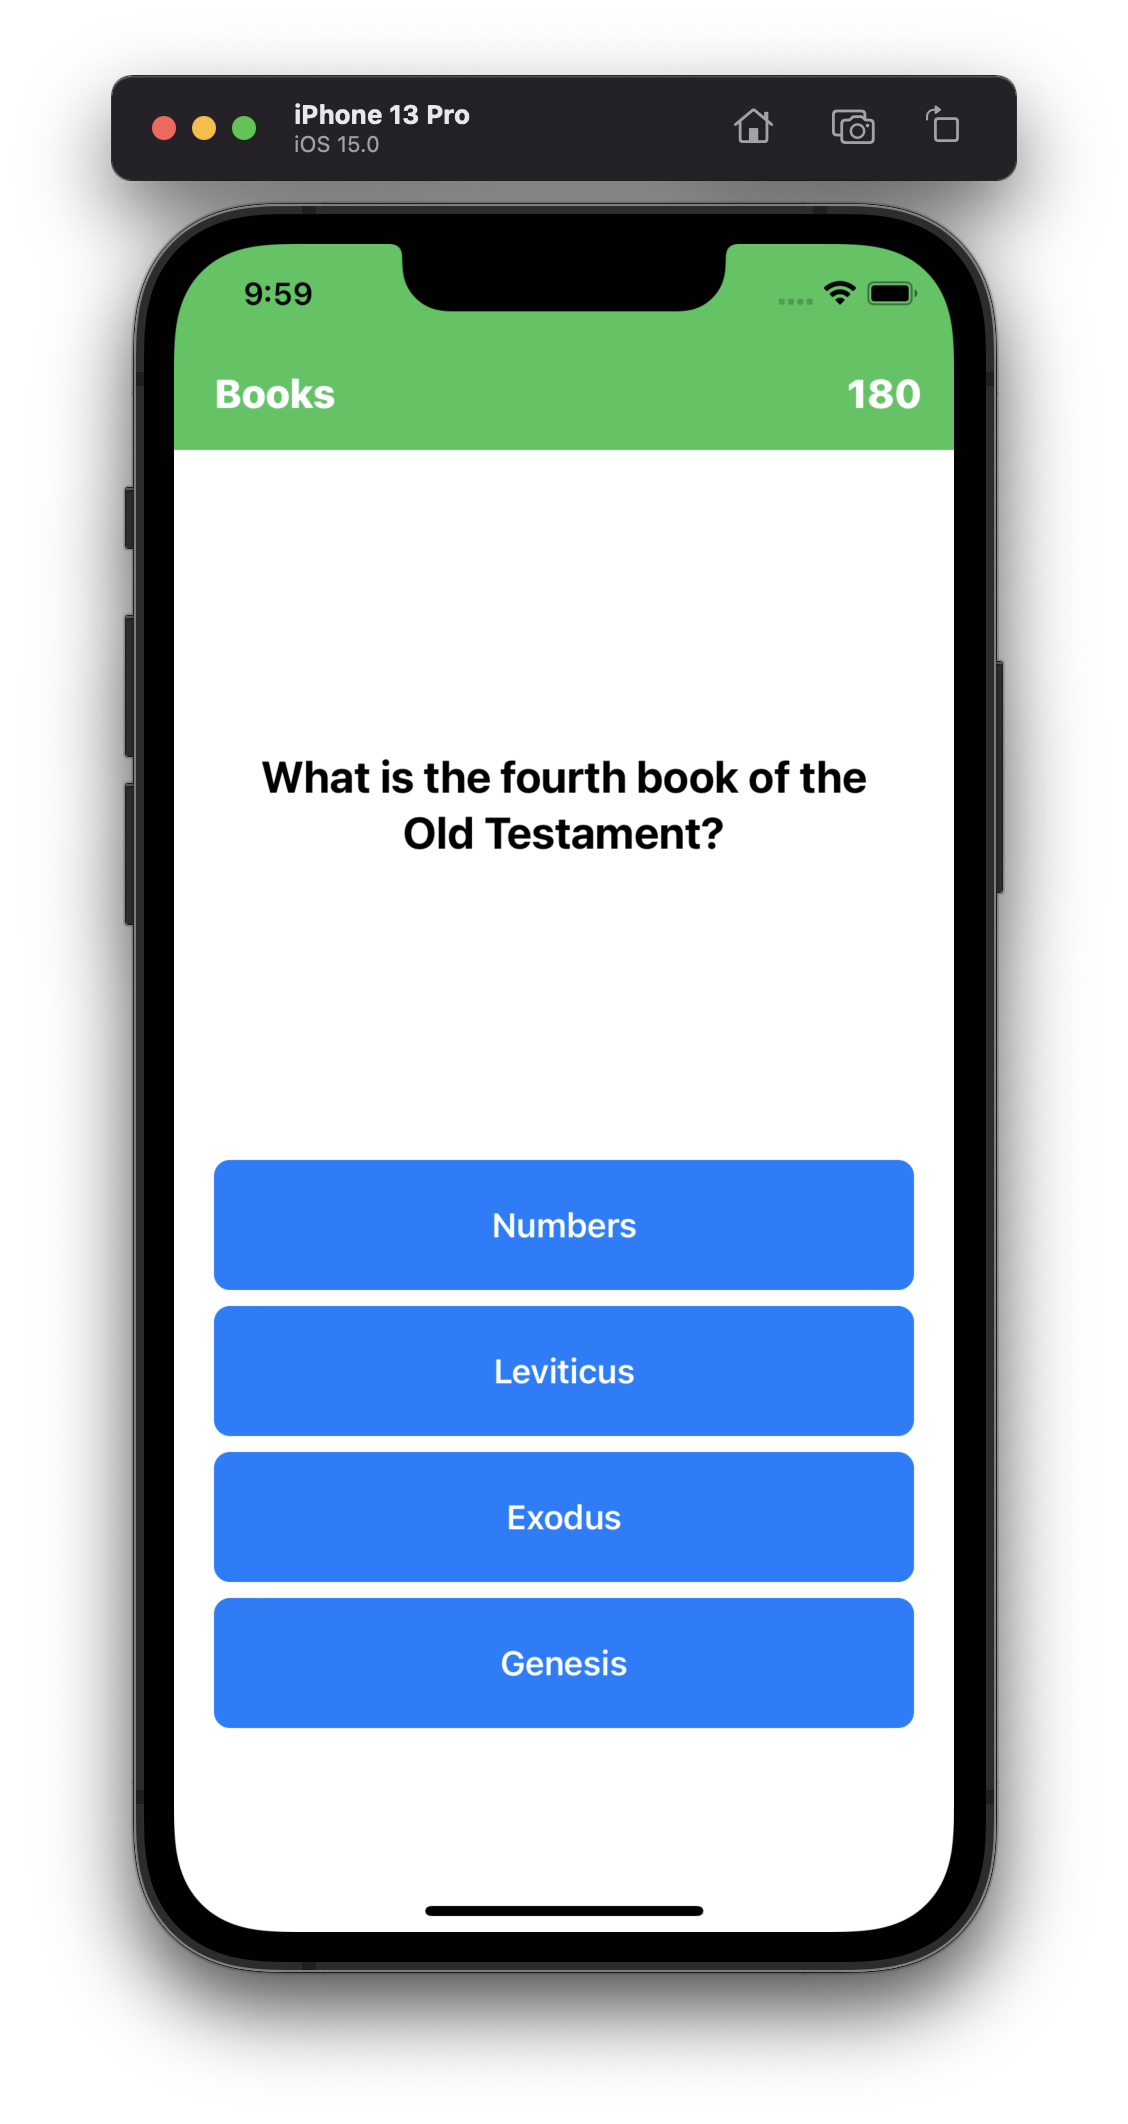 iPhone 13 Pro
iOS 15.0
9:59
Books 180
What is the fourth book of the
Old Testament?
Numbers
Leviticus
Exodus
Genesis